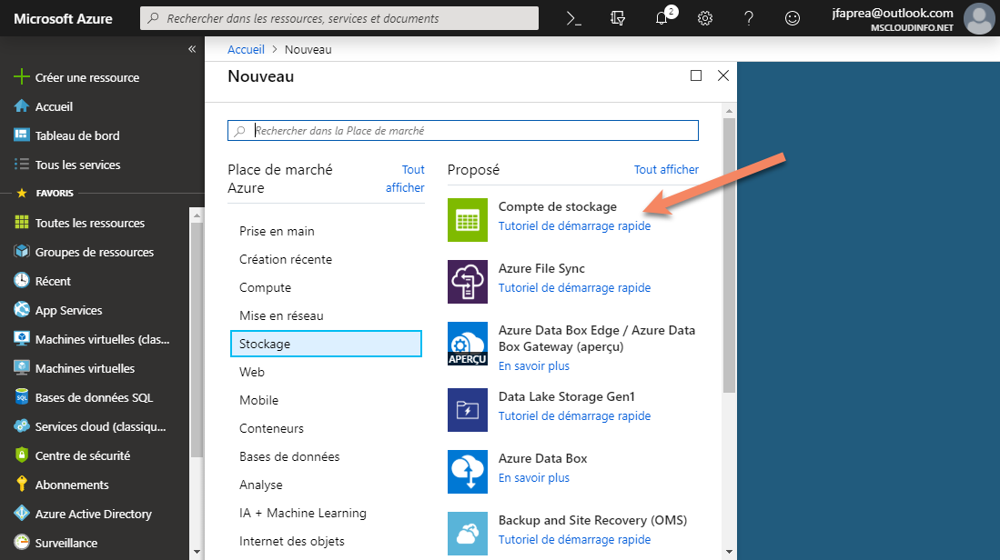 Microsoft Azure
Rechercher dans les ressources, services et documents
2
jfaprea@outlook.com
MSCLOUDINFO.NET
Créer une ressource
Accueil
Tableau de bord
Tous les services
FAVORIS
Toutes les ressources
Groupes de ressources
Récent
App Services
Machines virtuelles (clas...
Machines virtuelles
Bases de données SQL
Services cloud (classiqu...
Centre de sécurité
Abonnements
Azure Active Directory
Surveillance
Accueil > Nouveau
Nouveau
Rechercher dans la Place de marché
Place de marché
Azure
Tout
afficher
Prise en main
Création récente
Compute
Mise en réseau
Stockage
Web
Mobile
Conteneurs
Bases de données
Analyse
IA + Machine Learning
Internet des objets
Proposé
Tout afficher
Compte de stockage
Tutoriel de démarrage rapide
Azure File Sync
Tutoriel de démarrage rapide
APERÇU
Azure Data Box Edge / Azure Data
Box Gateway (aperçu)
En savoir plus
Data Lake Storage Gen1
Tutoriel de démarrage rapide
Azure Data Box
En savoir plus
Backup and Site Recovery (OMS)
Tutoriel de démarrage rapide